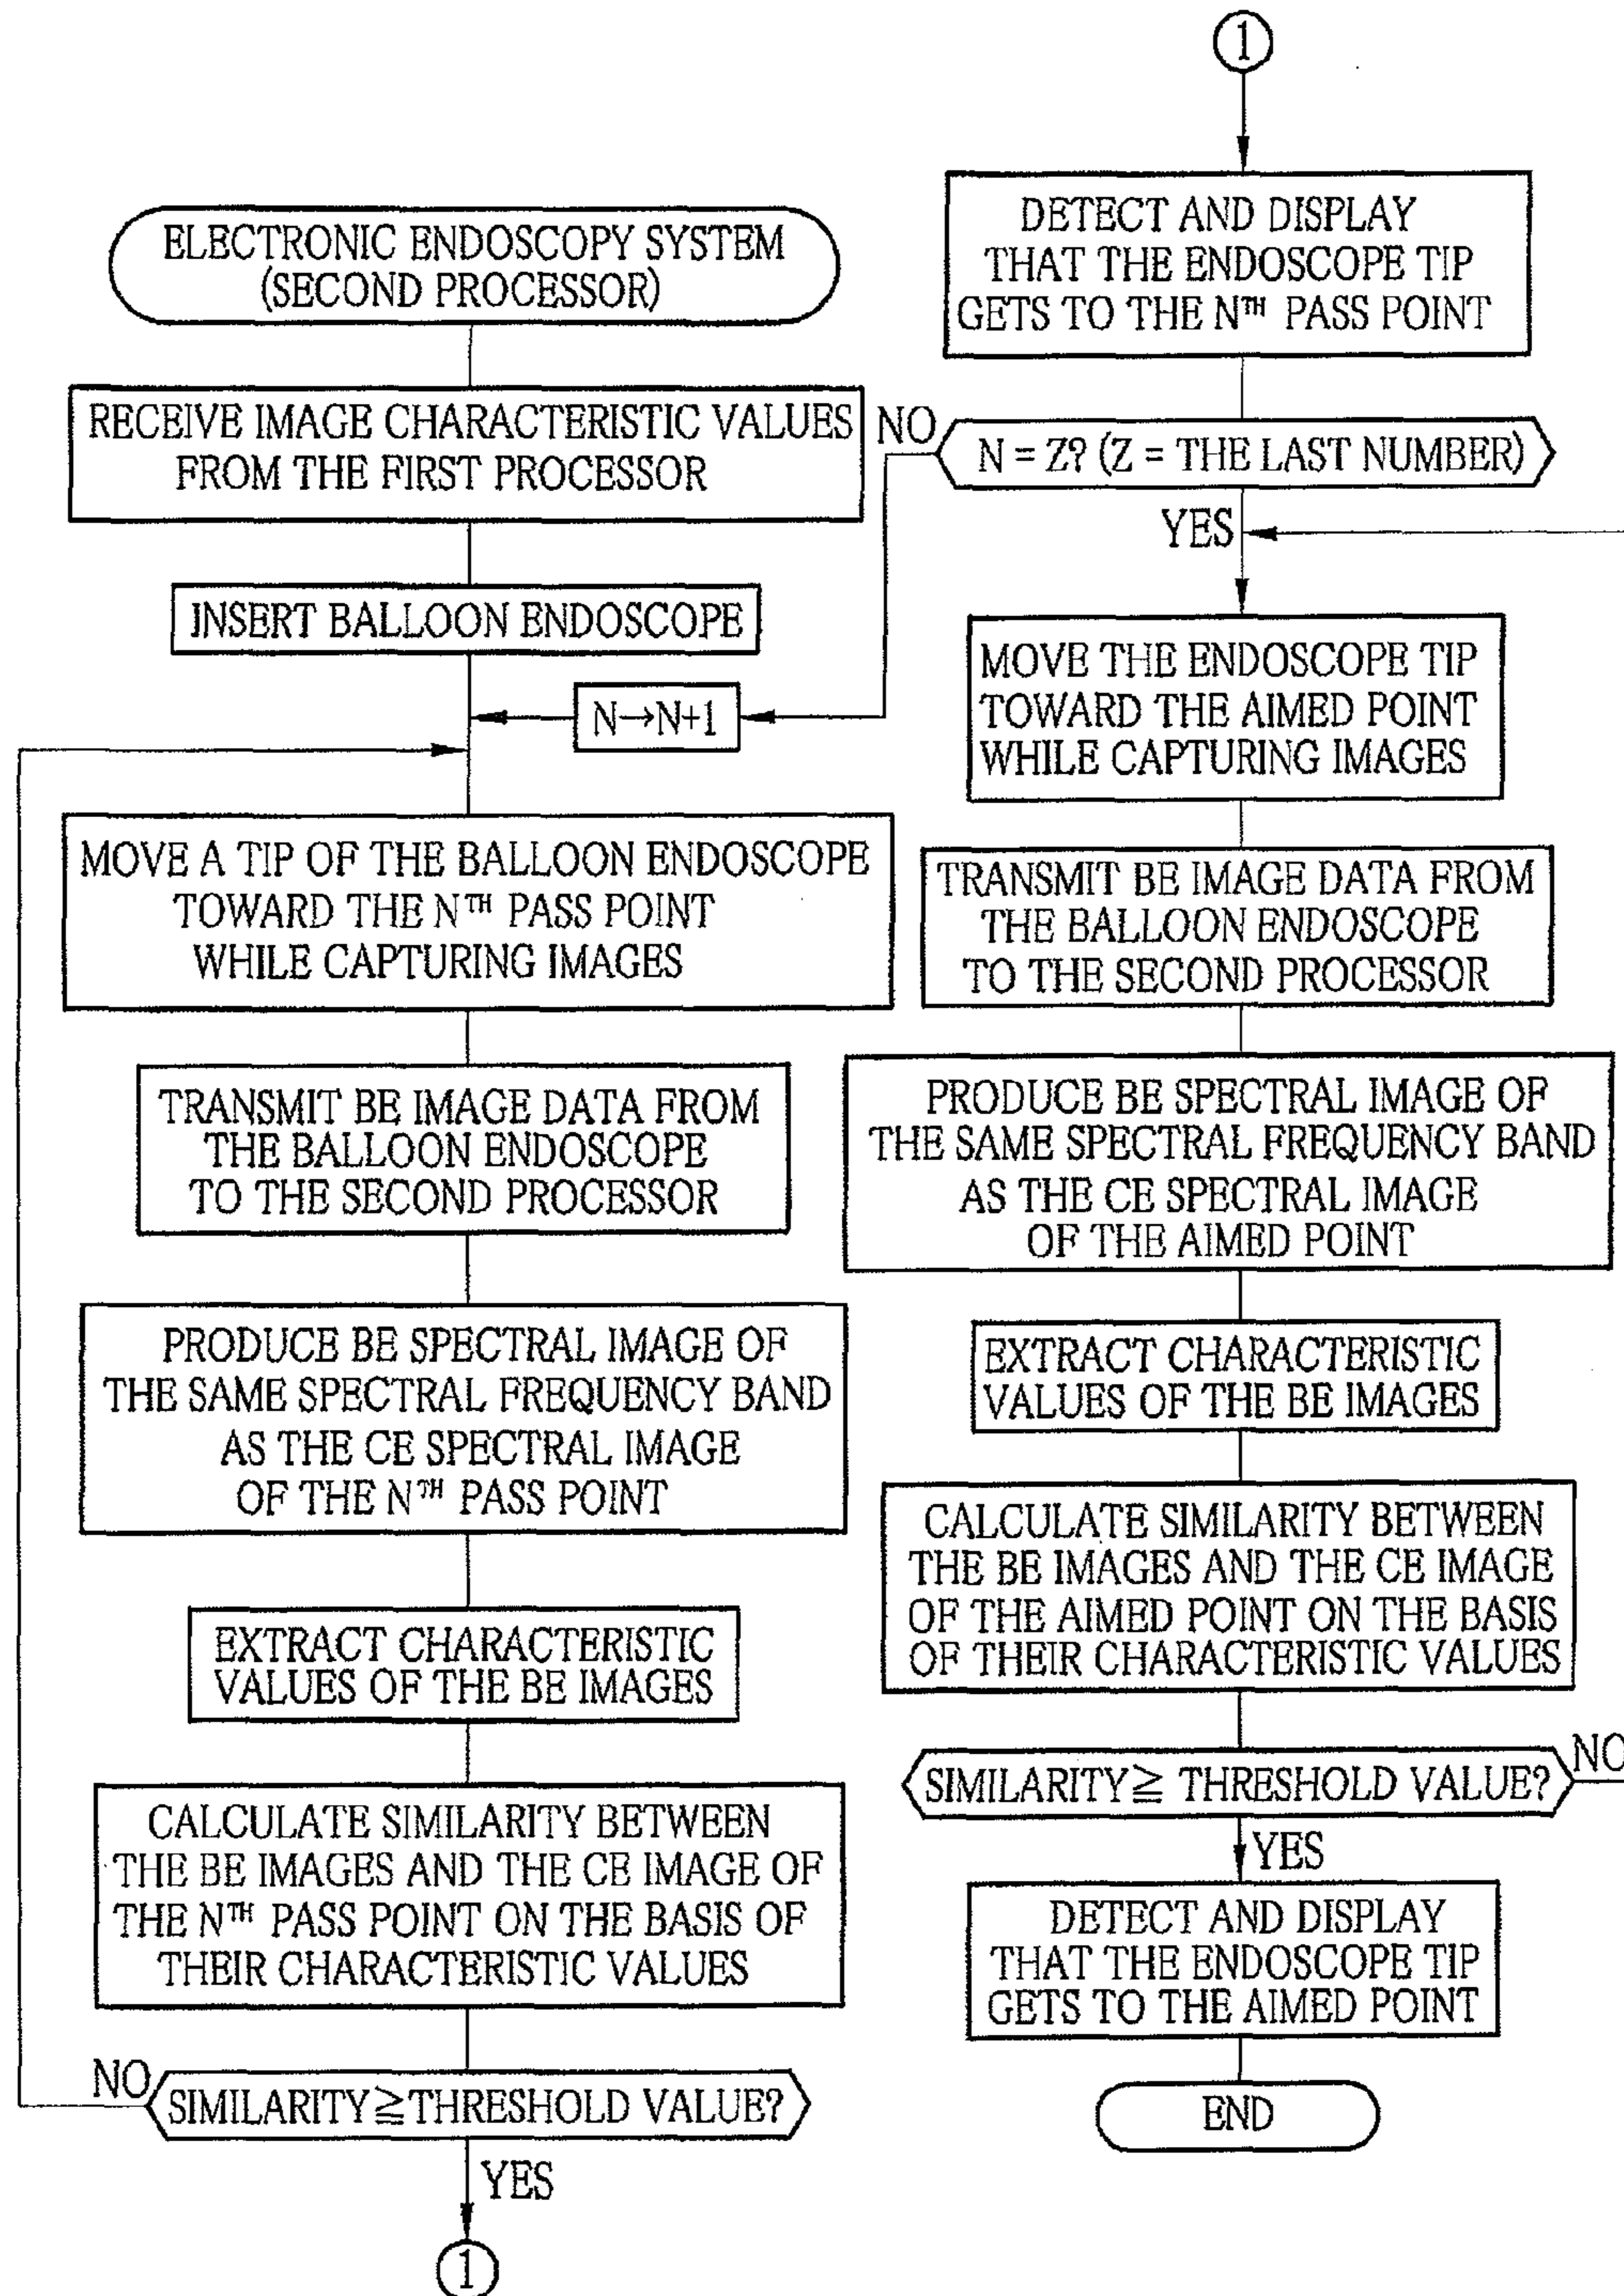 ELECTRONIC ENDOSCOPY SYSTEM
(SECOND PROCESSOR)
RECEIVE IMAGE CHARACTERISTIC VALUES
FROM THE FIRST PROCESSOR
INSERT BALLOON ENDOSCOPE
N→N+1
MOVE A TIP OF THE BALLOON ENDOSCOPE
TOWARD THE NTH PASS POINT
WHILE CAPTURING IMAGES
TRANSMIT BE IMAGE DATA FROM
THE BALLOON ENDOSCOPE
TO THE SECOND PROCESSOR
PRODUCE BE SPECTRAL IMAGE OF
THE SAME SPECTRAL FREQUENCY BAND
AS THE CE SPECTRAL IMAGE
OF THE NTH PASS POINT
EXTRACT CHARACTERISTIC
VALUES OF THE BE IMAGES
CALCULATE SIMILARITY BETWEEN
THE BE IMAGES AND THE CE IMAGE OF
THE NTH PASS POINT ON THE BASIS OF
THEIR CHARACTERISTIC VALUES
NO
SIMILARITY≧THRESHOLD VALUE?
YES
1
1
DETECT AND DISPLAY
THAT THE ENDOSCOPE TIP
GETS TO THE NTH PASS POINT
NO
N = Z? (Z = THE LAST NUMBER)
YES
MOVE THE ENDOSCOPE TIP
TOWARD THE AIMED POINT
WHILE CAPTURING IMAGES
TRANSMIT BE IMAGE DATA FROM
THE BALLOON ENDOSCOPE
TO THE SECOND PROCESSOR
PRODUCE BE SPECTRAL IMAGE OF
THE SAME SPECTRAL FREQUENCY BAND
AS THE CE SPECTRAL IMAGE
OF THE AIMED POINT
EXTRACT CHARACTERISTIC
VALUES OF THE BE IMAGES
CALCULATE SIMILARITY BETWEEN
THE BE IMAGES AND THE CE IMAGE
OF THE AIMED POINT ON THE BASIS
OF THEIR CHARACTERISTIC VALUES
SIMILARITY≧ THRESHOLD VALUE?
NO
YES
DETECT AND DISPLAY
THAT THE ENDOSCOPE TIP
GETS TO THE AIMED POINT
END